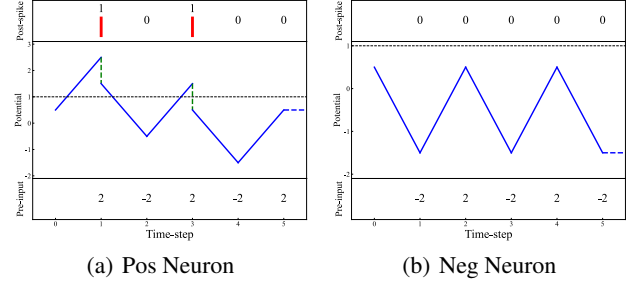 Post-spike
1 0 1 0 0
Potential
3
2
1
0
-1
-2
Pre-input
2 -2 2 -2 2
0 1 2 3 4 5
Time-step
(a) Pos Neuron
Post-spike
0 0 0 0 0
Potential
1
0
-1
-2
Pre-input
-2 2 -2 2 -2
0 1 2 3 4 5
Time-step
(b) Neg Neuron